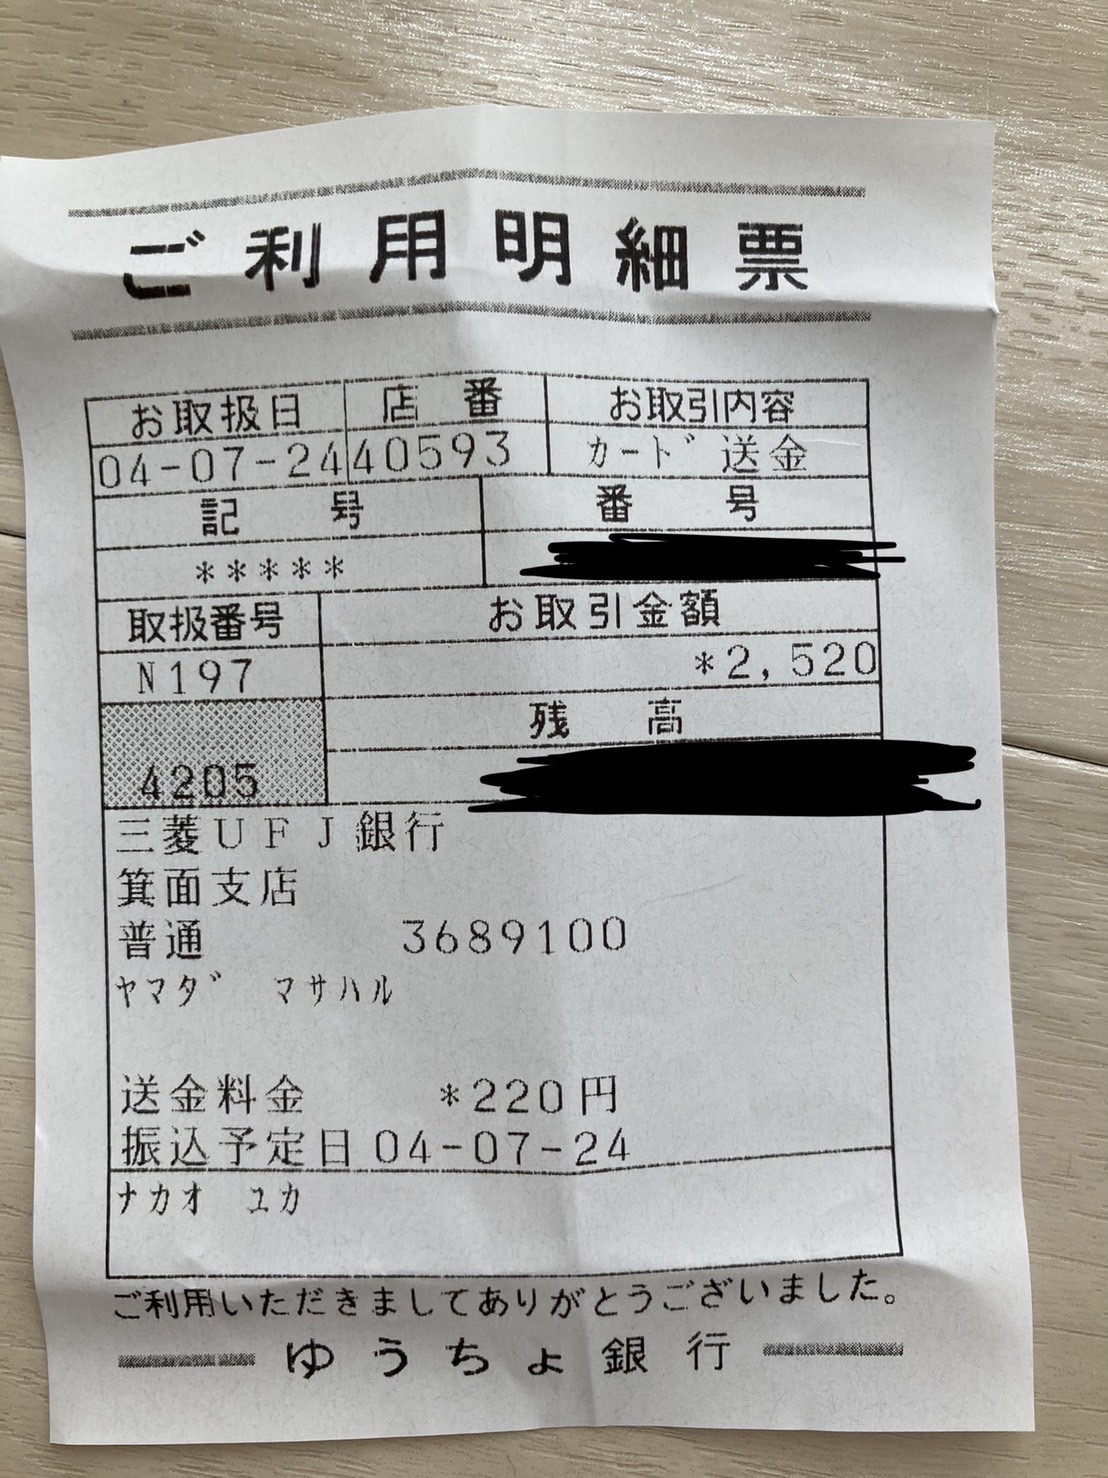 ご利用明細票
お取扱日 店番 お取引内容
04-07-24 40593 カード送金
記号 番号
*****
取扱番号 お取引金額
N197 *2,520
残高
4205
三菱UFJ銀行
箕面支店
普通 3689100
ヤマダ マサハル
送金料金 *220円
振込予定日04-07-24
ナカオ ユカ
ご利用いただきましてありがとうございました。
ゆうちょ銀行